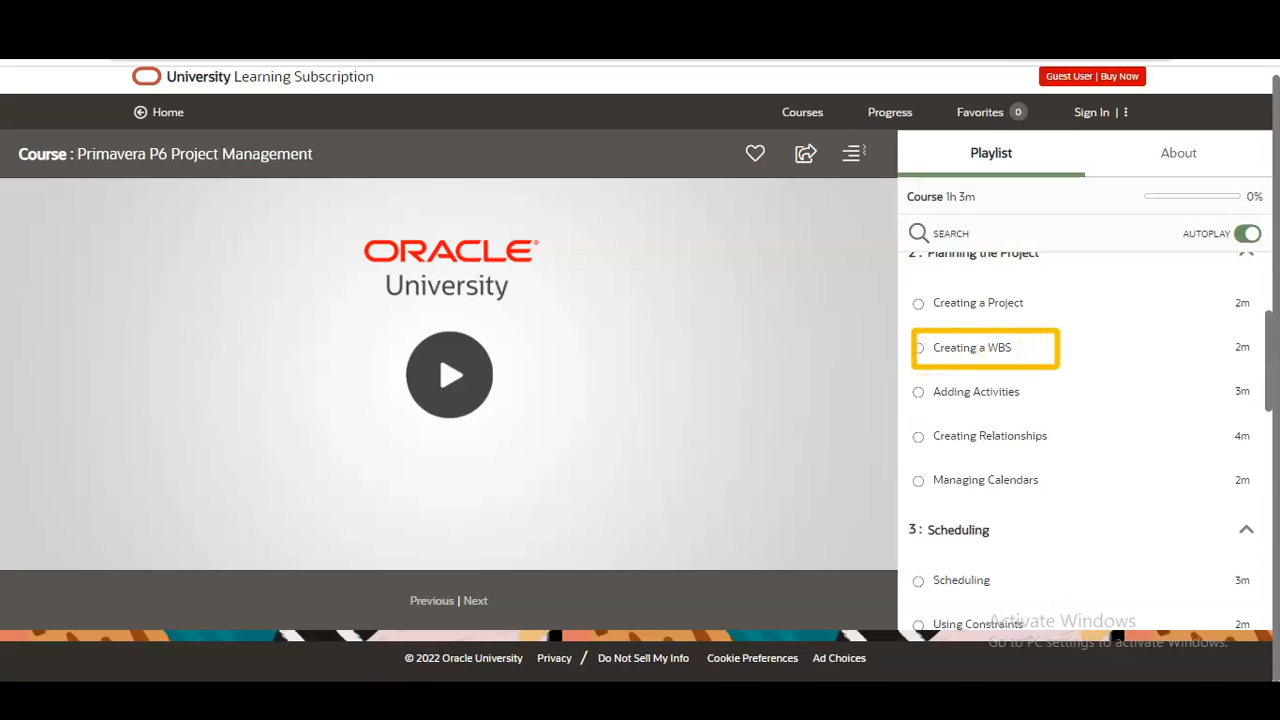 University Learning Subscription
Guest User | Buy Now
Home
Courses
Progress
Favorites 0
Sign In | ⋮
Course : Primavera P6 Project Management
ORACLE®
University
Previous | Next
Playlist
About
Course 1h 3m
0%
SEARCH
AUTOPLAY
2 : Planning the Project
Creating a Project 2m
Creating a WBS 2m
Adding Activities 3m
Creating Relationships 4m
Managing Calendars 2m
3 : Scheduling
Scheduling 3m
Using Constraints 2m
Activate Windows
Go to PC settings to activate Windows.
© 2022 Oracle University Privacy / Do Not Sell My Info Cookie Preferences Ad Choices